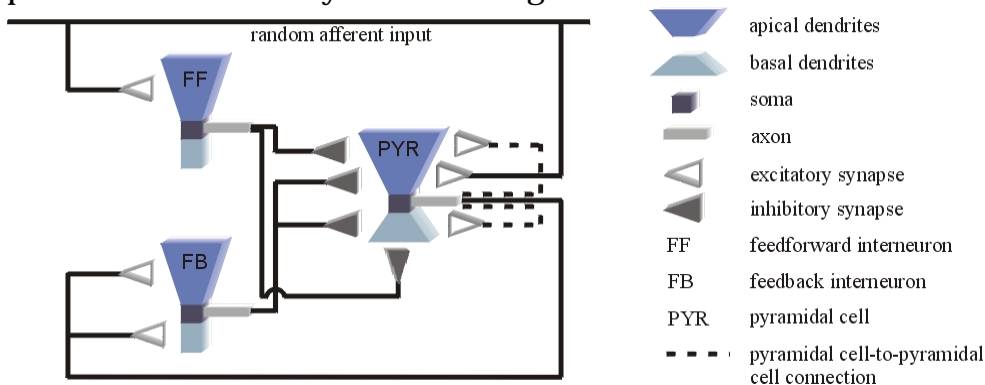 random afferent input
FF
PYR
FB
apical dendrites
basal dendrites
soma
axon
excitatory synapse
inhibitory synapse
FF feedforward interneuron
FB feedback interneuron
PYR pyramidal cell
pyramidal cell-to-pyramidal
cell connection